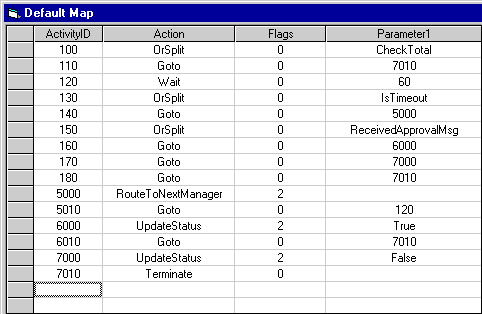 Default Map
ActivityID Action Flags Parameter1
100 OrSplit 0 CheckTotal
110 Goto 0 7010
120 Wait 0 60
130 OrSplit 0 IsTimeout
140 Goto 0 5000
150 OrSplit 0 ReceivedApprovalMsg
160 Goto 0 6000
170 Goto 0 7000
180 Goto 0 7010
5000 RouteToNextManager 2
5010 Goto 0 120
6000 UpdateStatus 2 True
6010 Goto 0 7010
7000 UpdateStatus 2 False
7010 Terminate 0